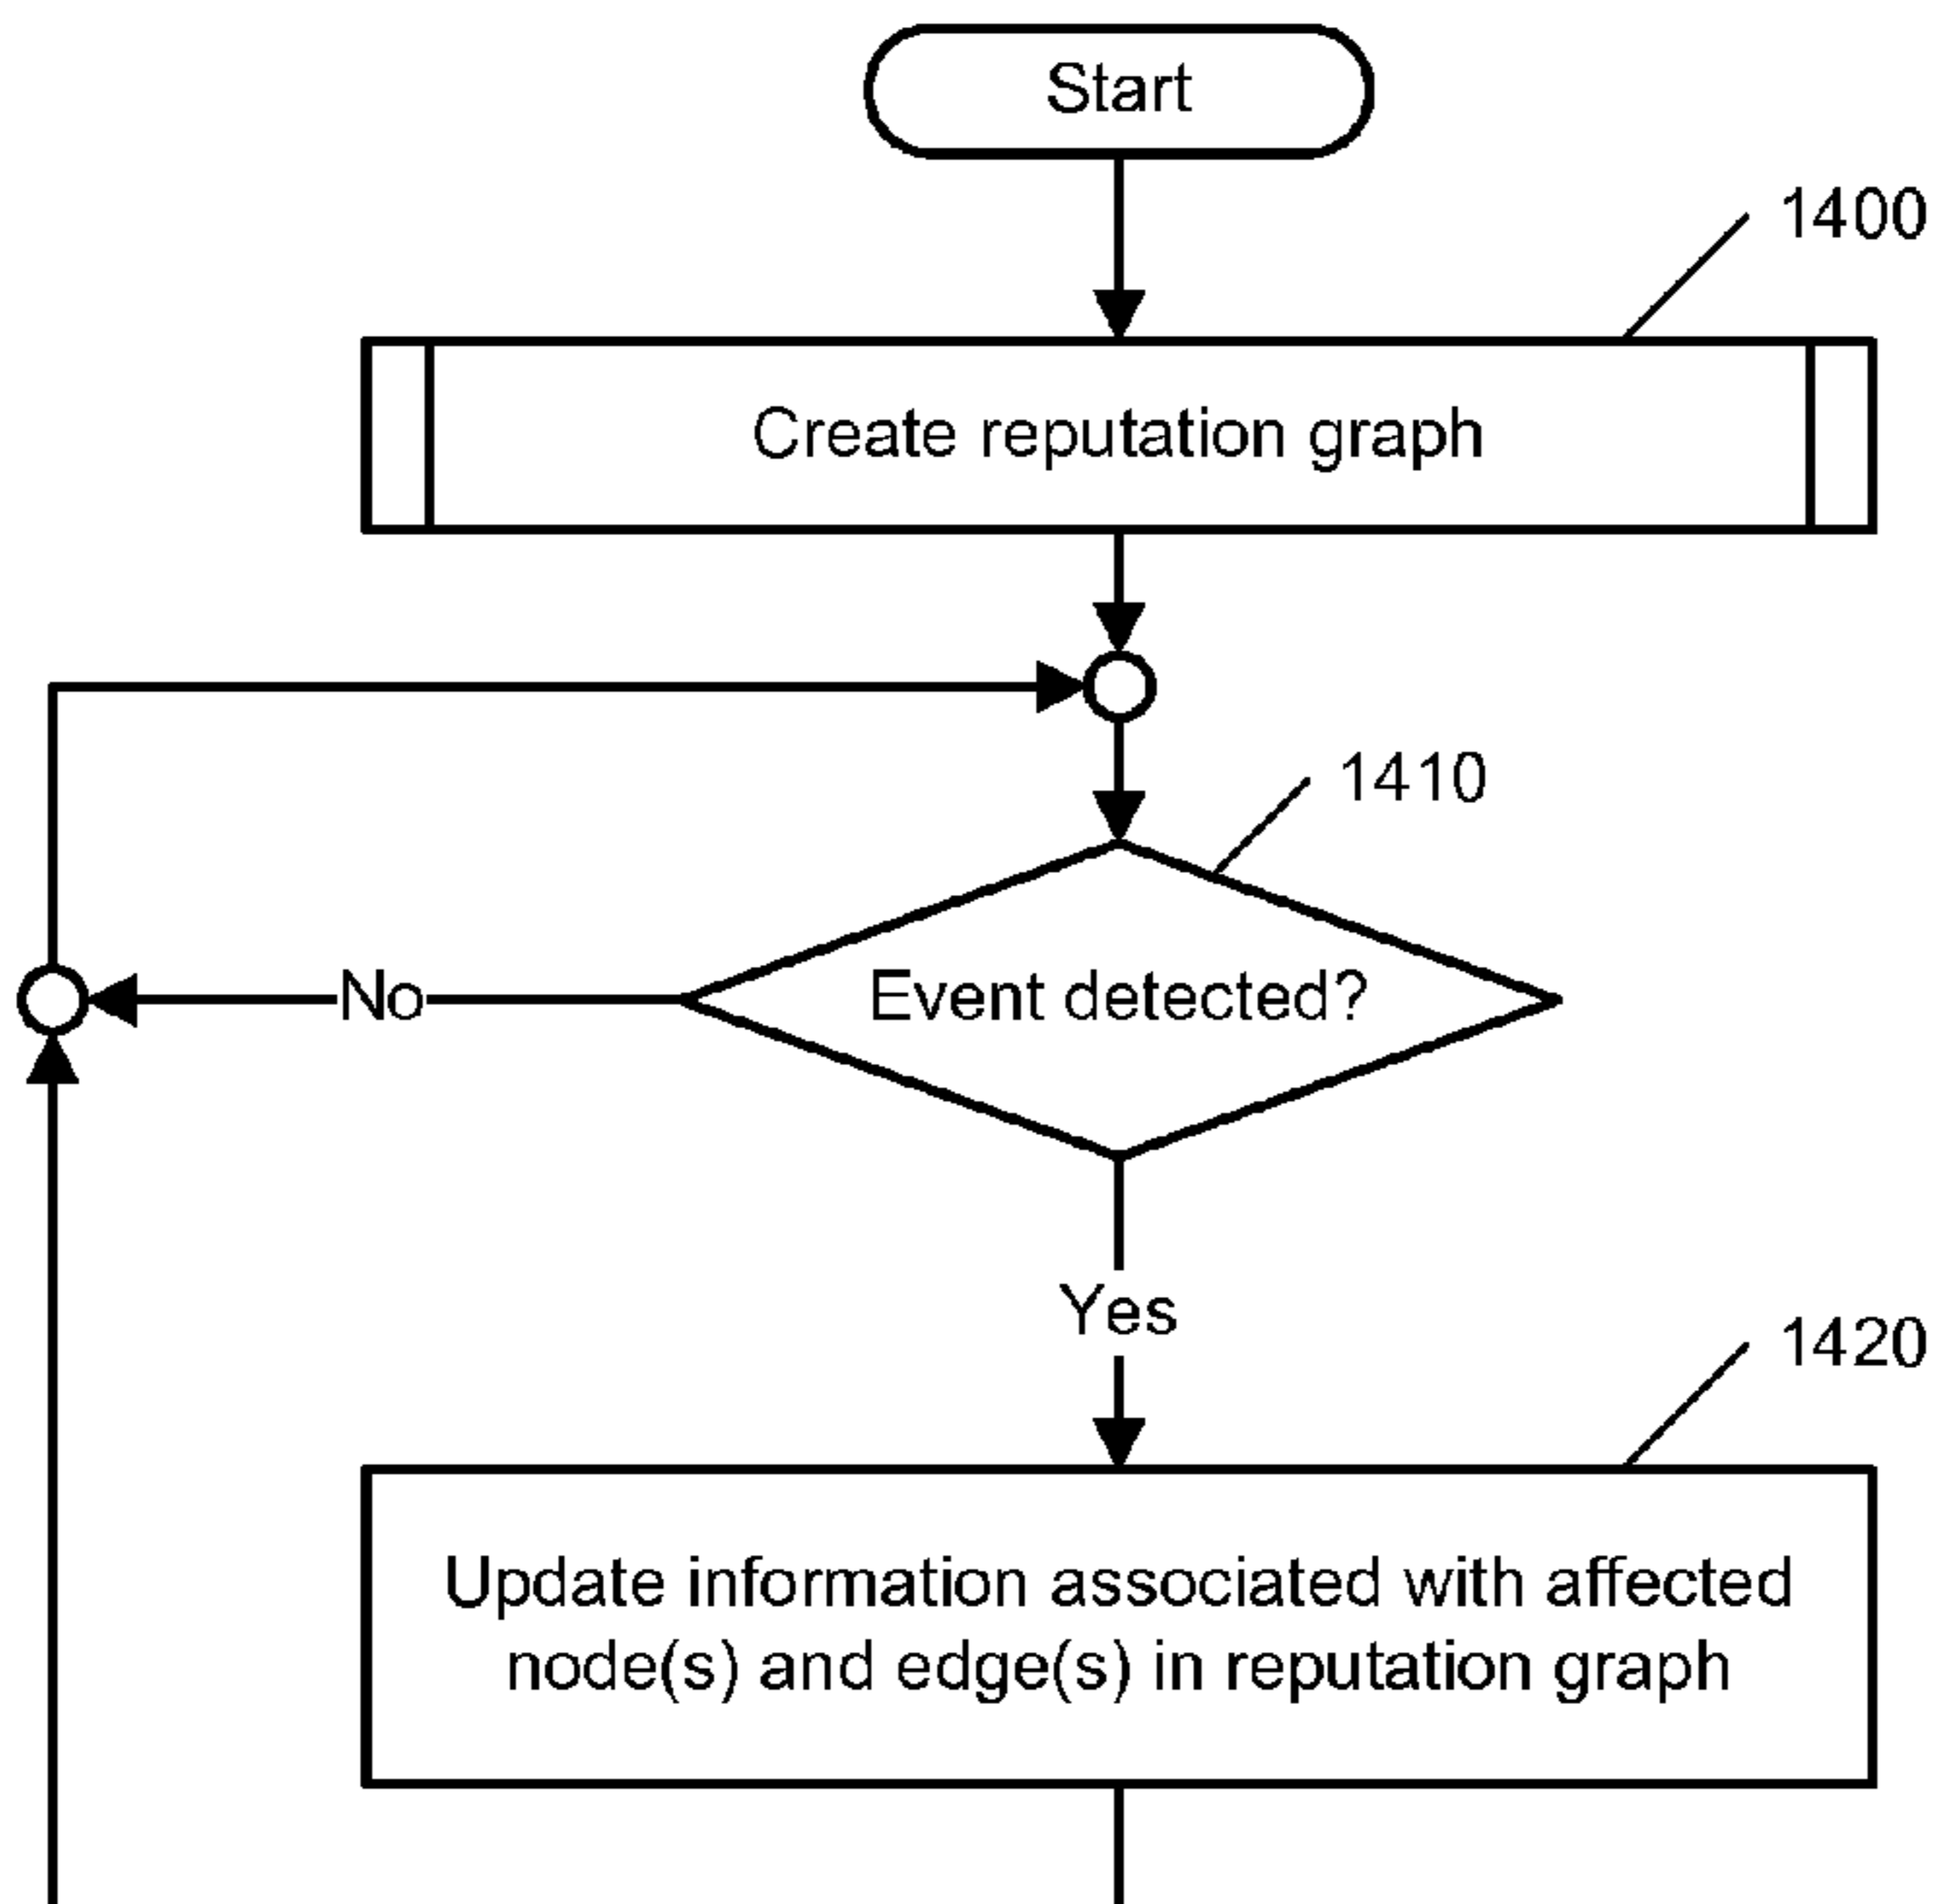 Start
1400
Create reputation graph
1410
Event detected?
No
Yes
1420
Update information associated with affected
node(s) and edge(s) in reputation graph